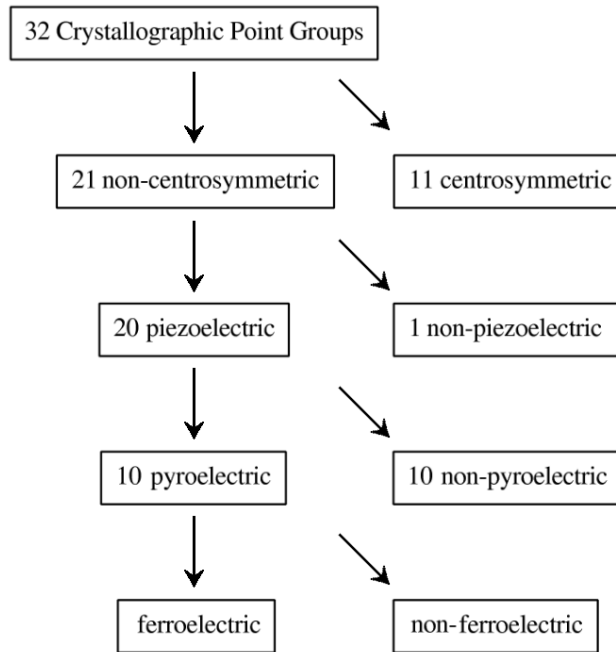 32 Crystallographic Point Groups
21 non-centrosymmetric
11 centrosymmetric
20 piezoelectric
1 non-piezoelectric
10 pyroelectric
10 non-pyroelectric
ferroelectric
non-ferroelectric